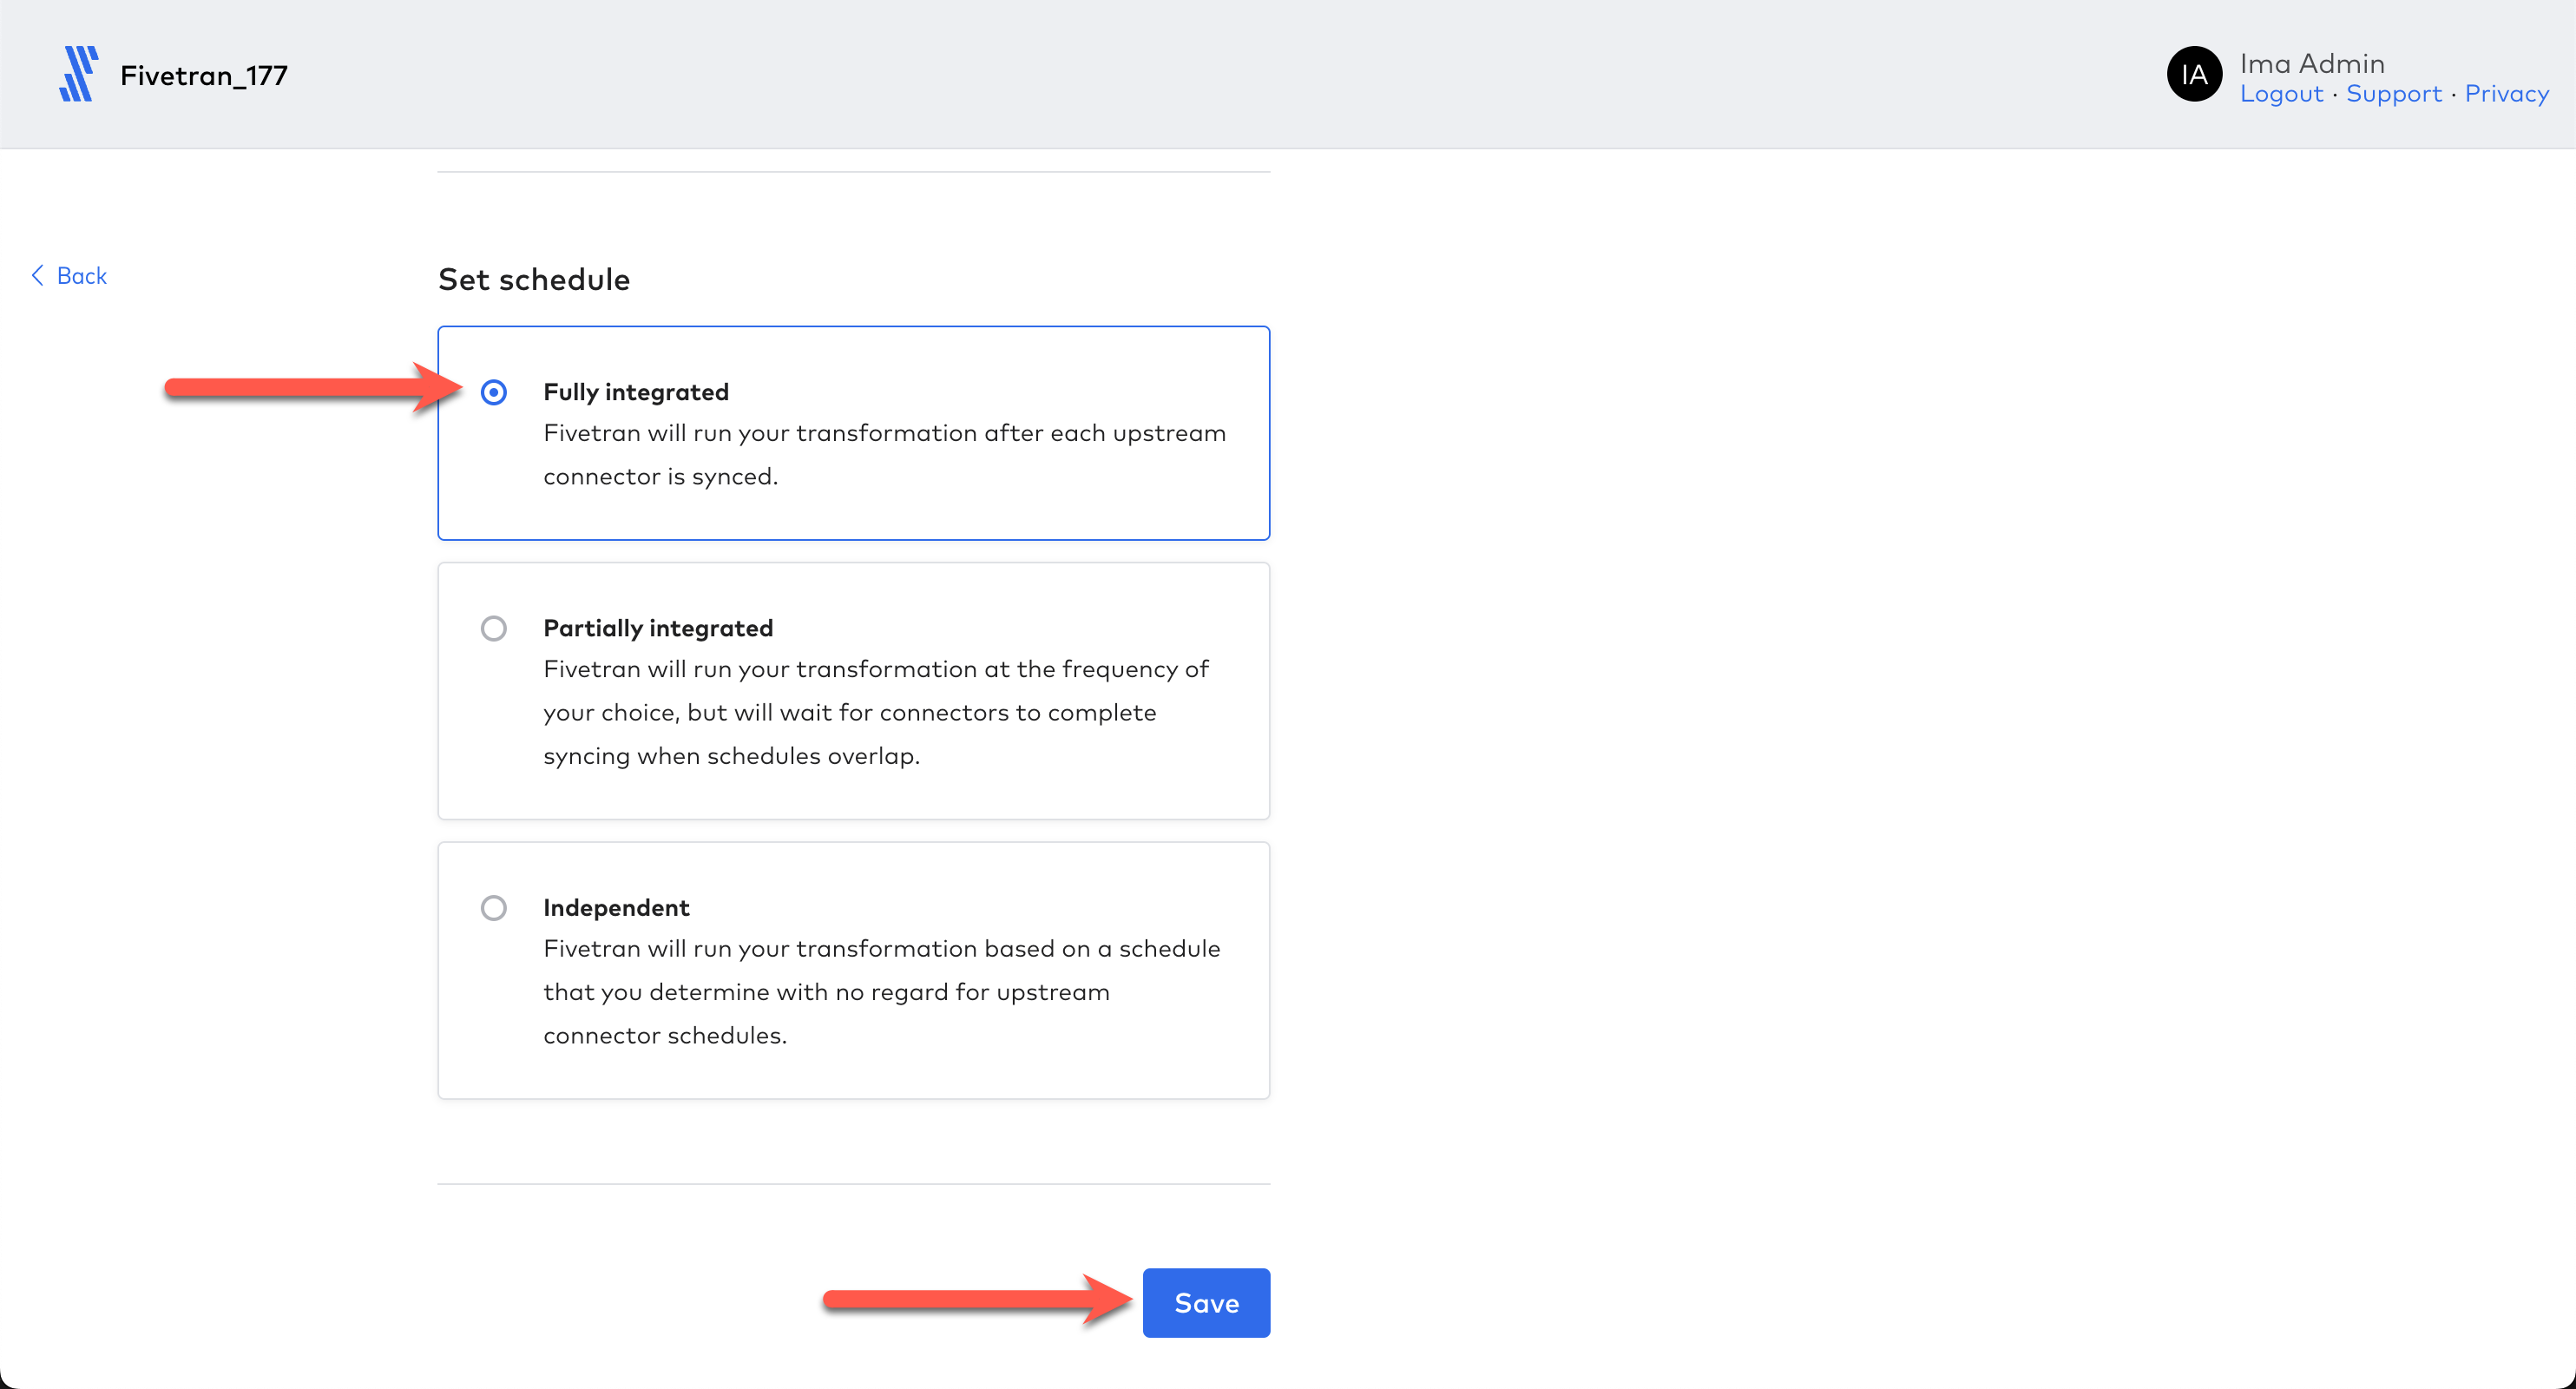 Fivetran_177
IA
Ima Admin
Logout · Support · Privacy
Back
Set schedule
Fully integrated
Fivetran will run your transformation after each upstream
connector is synced.
Partially integrated
Fivetran will run your transformation at the frequency of
your choice, but will wait for connectors to complete
syncing when schedules overlap.
Independent
Fivetran will run your transformation based on a schedule
that you determine with no regard for upstream
connector schedules.
Save